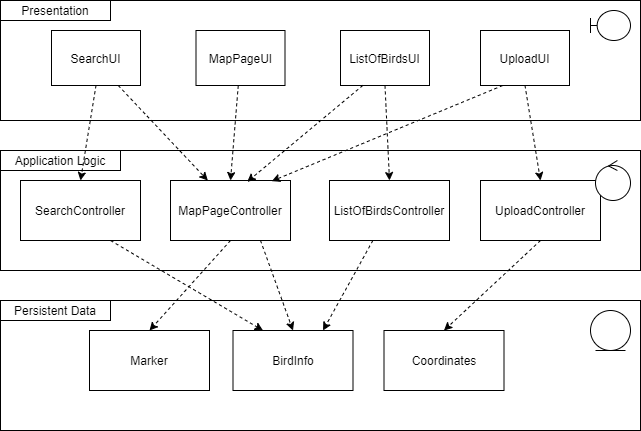 Presentation
SearchUI
MapPageUI
ListOfBirdsUI
UploadUI
Application Logic
SearchController
MapPageController
ListOfBirdsController
UploadController
Persistent Data
Marker
BirdInfo
Coordinates